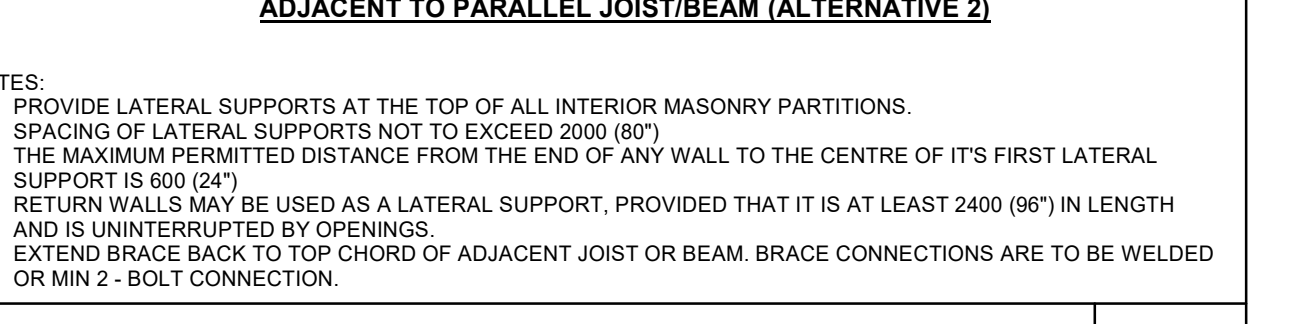 ADJACENT TO PARALLEL JOIST/BEAM (ALTERNATIVE 2)
TES:
PROVIDE LATERAL SUPPORTS AT THE TOP OF ALL INTERIOR MASONRY PARTITIONS.
SPACING OF LATERAL SUPPORTS NOT TO EXCEED 2000 (80")
THE MAXIMUM PERMITTED DISTANCE FROM THE END OF ANY WALL TO THE CENTRE OF IT'S FIRST LATERAL
SUPPORT IS 600 (24")
RETURN WALLS MAY BE USED AS A LATERAL SUPPORT, PROVIDED THAT IT IS AT LEAST 2400 (96") IN LENGTH
AND IS UNINTERRUPTED BY OPENINGS.
EXTEND BRACE BACK TO TOP CHORD OF ADJACENT JOIST OR BEAM. BRACE CONNECTIONS ARE TO BE WELDED
OR MIN 2 - BOLT CONNECTION.